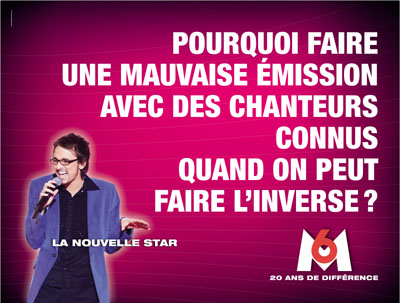 POURQUOI FAIRE
UNE MAUVAISE ÉMISSION
AVEC DES CHANTEURS
CONNUS
QUAND ON PEUT
FAIRE L'INVERSE ?
LA NOUVELLE STAR
M6
20 ANS DE DIFFÉRENCE